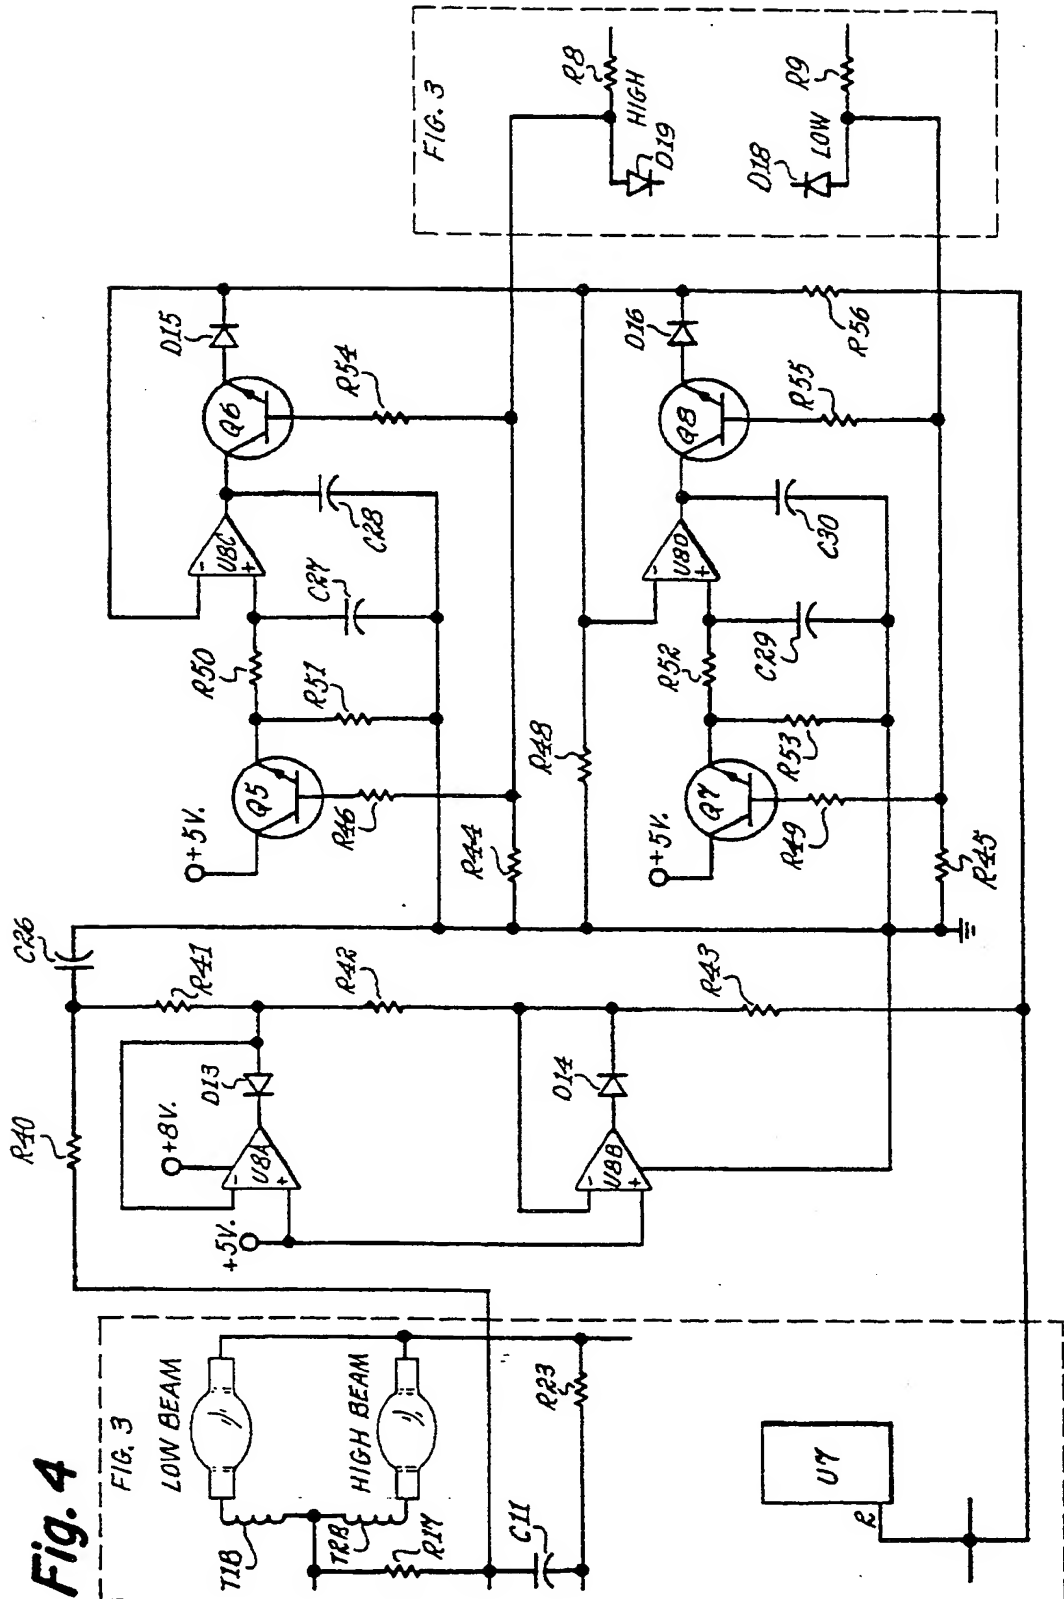 Fig. 4
FIG. 3
LOW BEAM
HIGH BEAM
T1B
T2B
R17
C11
R23
U7
R
R40
C26
+8V.
+5V.
U8A
-
+
D13
R41
R42
U8B
-
+
D14
R43
+5V.
Q5
R46
R44
R50
R51
C27
U8C
-
+
C28
Q6
D15
R54
R48
+5V.
Q7
R49
R45
R52
R53
C29
U8D
-
+
C30
Q8
D16
R55
R56
FIG. 3
R8
HIGH
D19
D18
LOW
R9